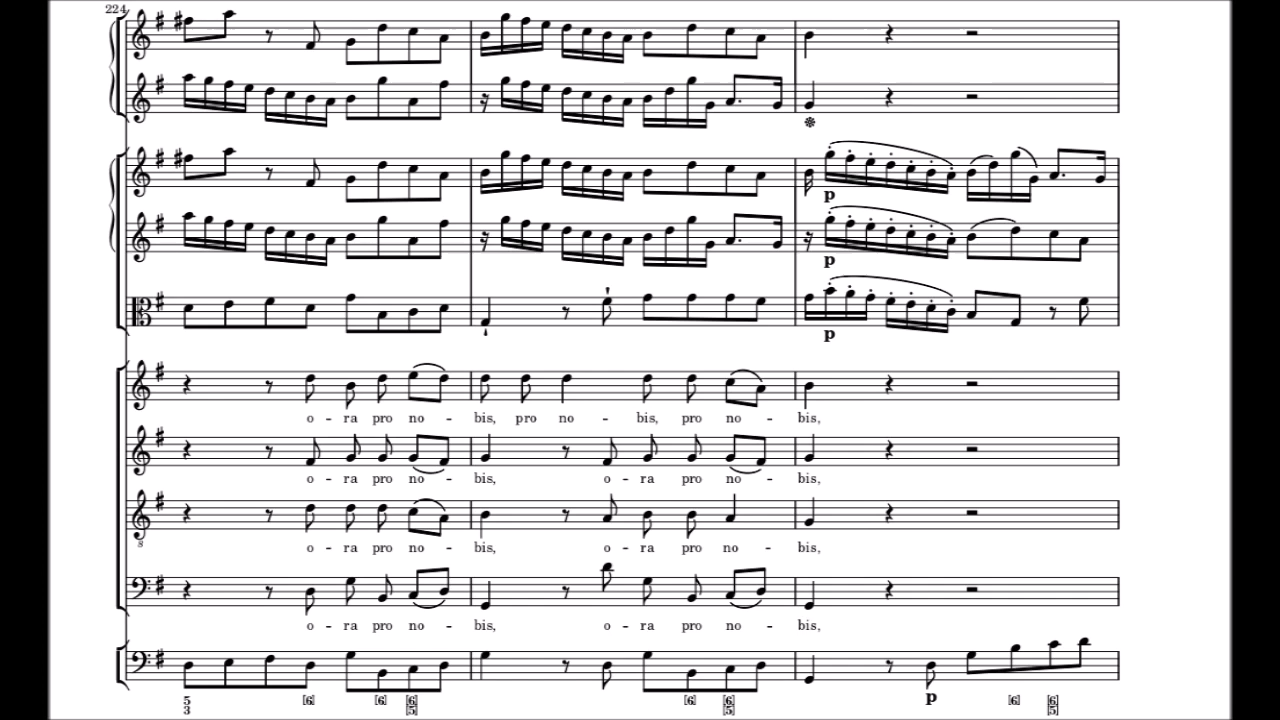 224
p
p
p
o - ra pro no - bis, pro no - bis, pro no - bis,
o - ra pro no - bis, o - ra pro no - bis,
8
o - ra pro no - bis, o - ra pro no - bis,
o - ra pro no - bis, o - ra pro no - bis,
5 [6] [6] [6] [6] [6] p [6] [6]
3 [5] [5] [5]